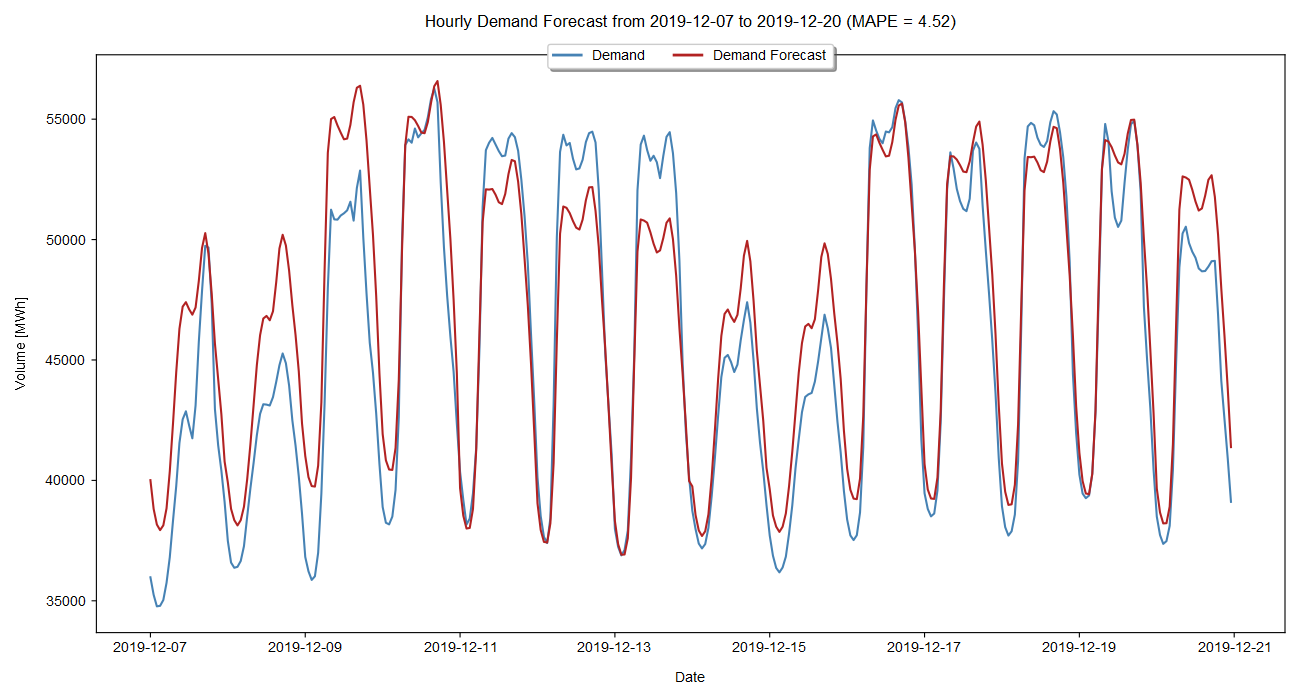 Hourly Demand Forecast from 2019-12-07 to 2019-12-20 (MAPE = 4.52)
Demand Demand Forecast
55000
50000
45000
40000
35000
Volume [MWh]
2019-12-07 2019-12-09 2019-12-11 2019-12-13 2019-12-15 2019-12-17 2019-12-19 2019-12-21
Date